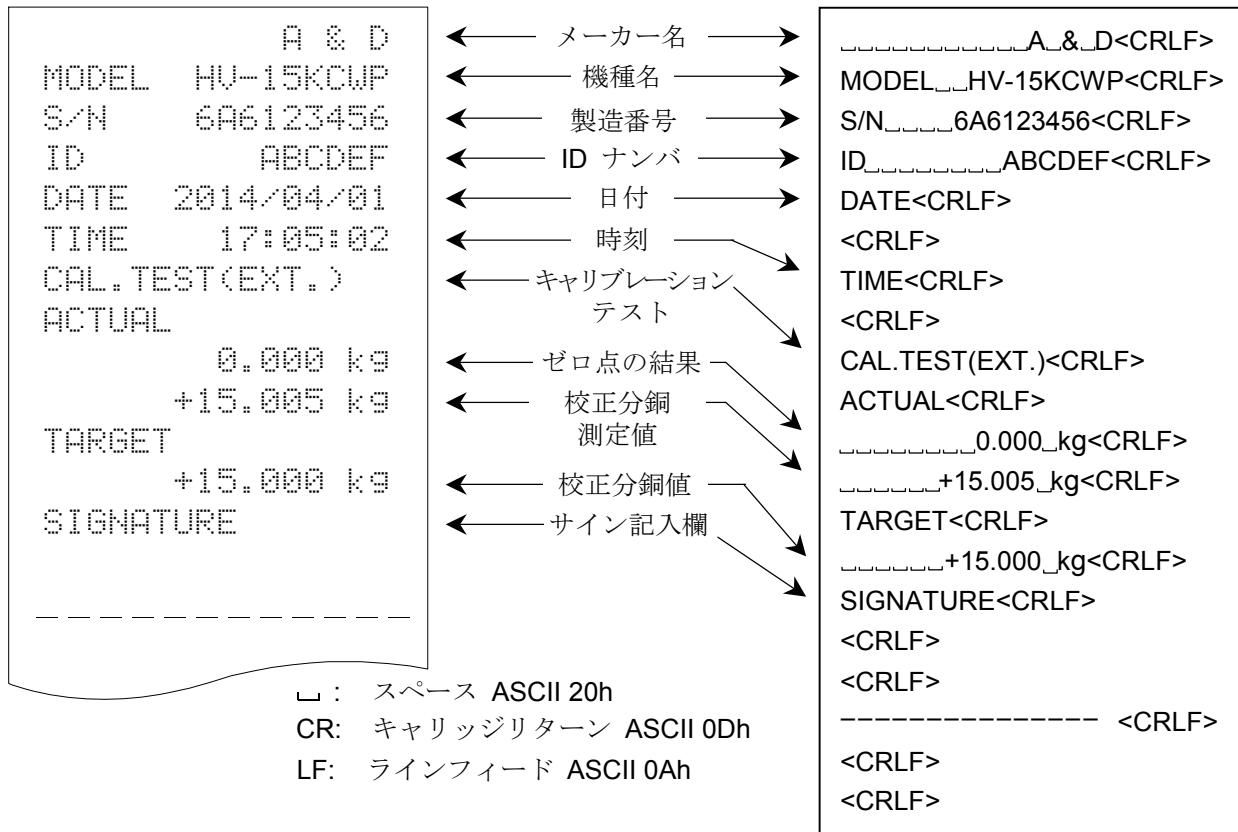 A & D
MODEL HV-15KCWP
S/N 6A6123456
ID ABCDEF
DATE 2014/04/01
TIME 17:05:02
CAL.TEST(EXT.)
ACTUAL
0.000 kg
+15.005 kg
TARGET
+15.000 kg
SIGNATURE
_ _ _ _ _ _ _ _ _ _ _ _ _ _
メーカー名
機種名
製造番号
ID ナンバ
日付
時刻
キャリブレーション
テスト
ゼロ点の結果
校正分銅
測定値
校正分銅値
サイン記入欄
␣␣␣␣␣␣␣␣␣␣␣A␣&␣D<CRLF>
MODEL␣␣HV-15KCWP<CRLF>
S/N␣␣␣␣6A6123456<CRLF>
ID␣␣␣␣␣␣␣␣ABCDEF<CRLF>
DATE<CRLF>
<CRLF>
TIME<CRLF>
<CRLF>
CAL.TEST(EXT.)<CRLF>
ACTUAL<CRLF>
␣␣␣␣␣␣␣␣0.000␣kg<CRLF>
␣␣␣␣␣␣+15.005␣kg<CRLF>
TARGET<CRLF>
␣␣␣␣␣␣+15.000␣kg<CRLF>
SIGNATURE<CRLF>
<CRLF>
<CRLF>
--------------- <CRLF>
<CRLF>
<CRLF>
␣ : スペース ASCII 20h
CR: キャリッジリターン ASCII 0Dh
LF: ラインフィード ASCII 0Ah